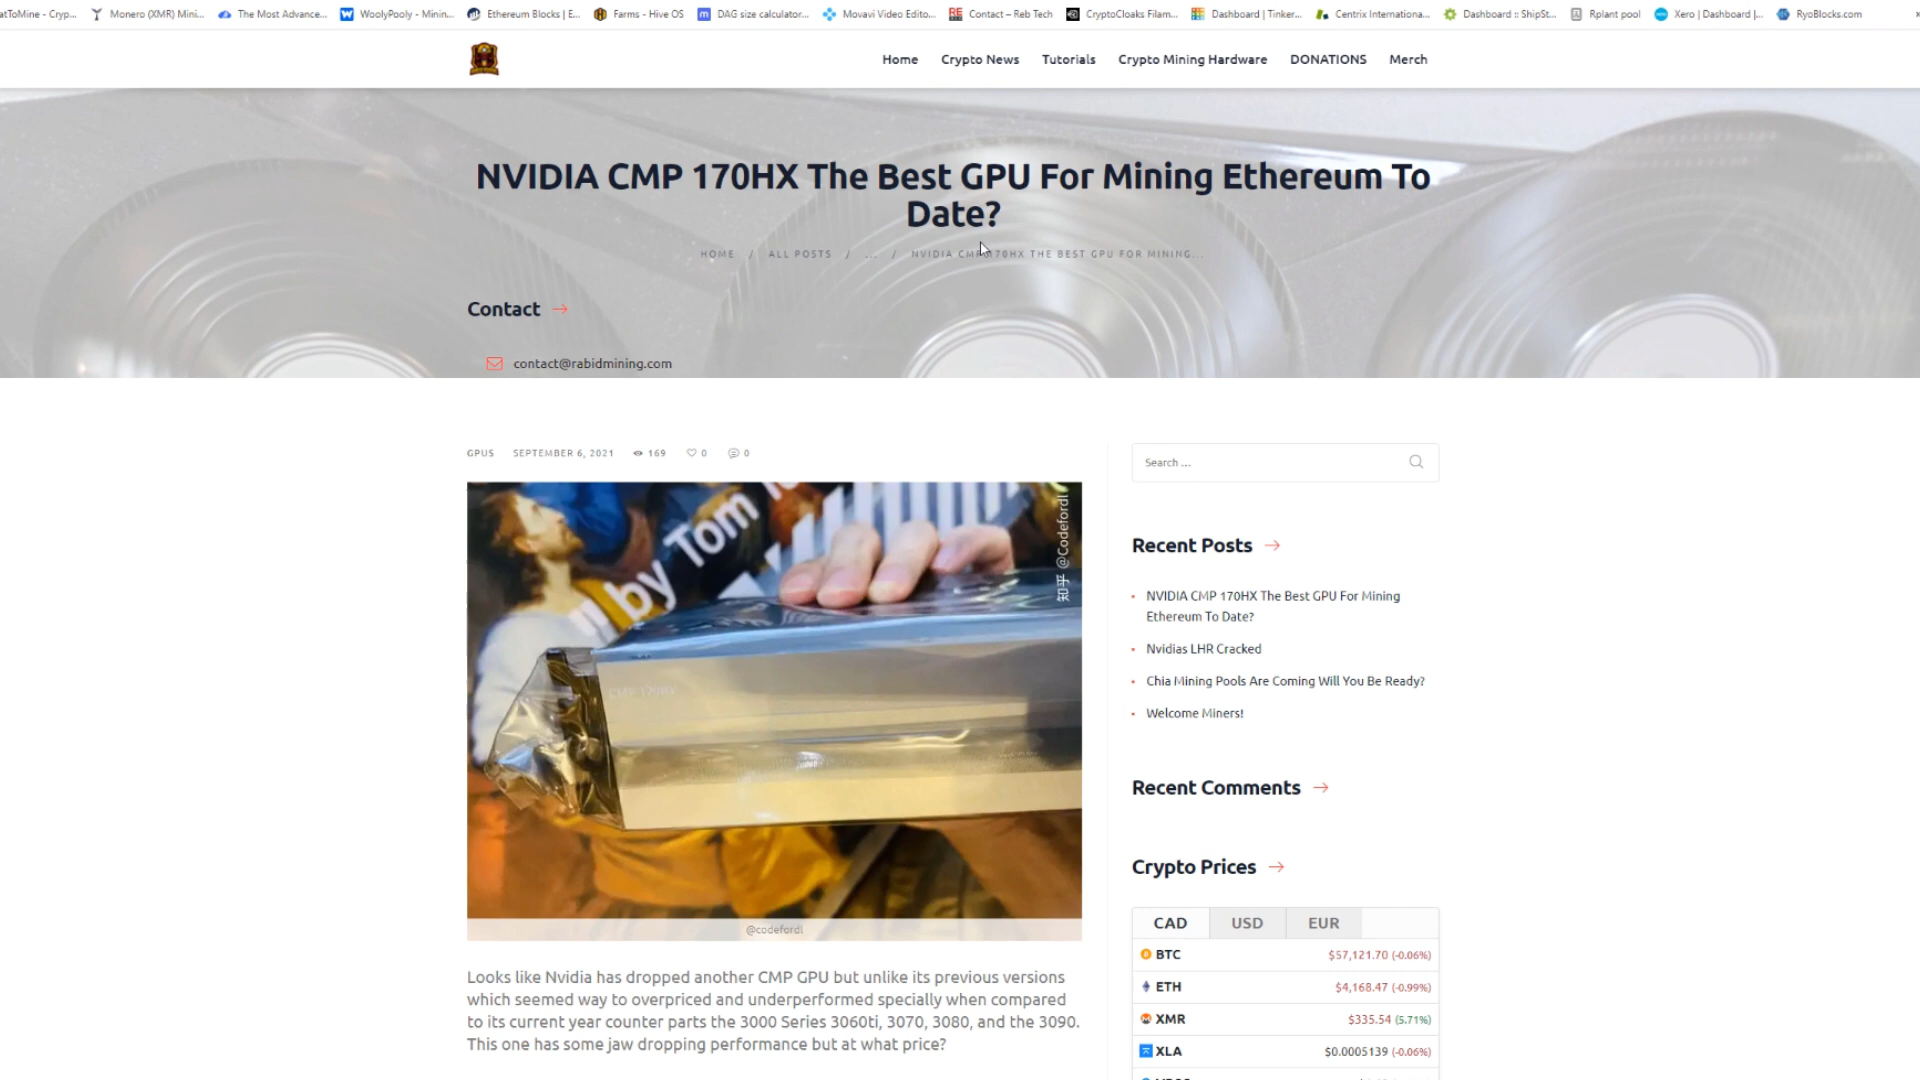 atToMine - Cryp...
Monero (XMR) Mini...
The Most Advance...
WoolyPooly - Minin...
Ethereum Blocks | E...
Farms - Hive OS
DAG size calculator...
Movavi Video Edito...
Contact – Reb Tech
CryptoCloaks Filam...
Dashboard | Tinker...
Centrix Internationa...
Dashboard :: ShipSt...
Rplant pool
Xero | Dashboard |...
RyoBlocks.com
Home
Crypto News
Tutorials
Crypto Mining Hardware
DONATIONS
Merch
NVIDIA CMP 170HX The Best GPU For Mining Ethereum To
Date?
HOME / ALL POSTS / ... / NVIDIA CMP 170HX THE BEST GPU FOR MINING...
Contact
contact@rabidmining.com
GPUS SEPTEMBER 6, 2021 169 0 0
by Tom
知乎 @Codefordl
@codefordl
Looks like Nvidia has dropped another CMP GPU but unlike its previous versions
which seemed way to overpriced and underperformed specially when compared
to its current year counter parts the 3000 Series 3060ti, 3070, 3080, and the 3090.
This one has some jaw dropping performance but at what price?
Search ...
Recent Posts
NVIDIA CMP 170HX The Best GPU For Mining
Ethereum To Date?
Nvidias LHR Cracked
Chia Mining Pools Are Coming Will You Be Ready?
Welcome Miners!
Recent Comments
Crypto Prices
CAD USD EUR
BTC $57,121.70 (-0.06%)
ETH $4,168.47 (-0.99%)
XMR $335.54 (5.71%)
XLA $0.0005139 (-0.06%)